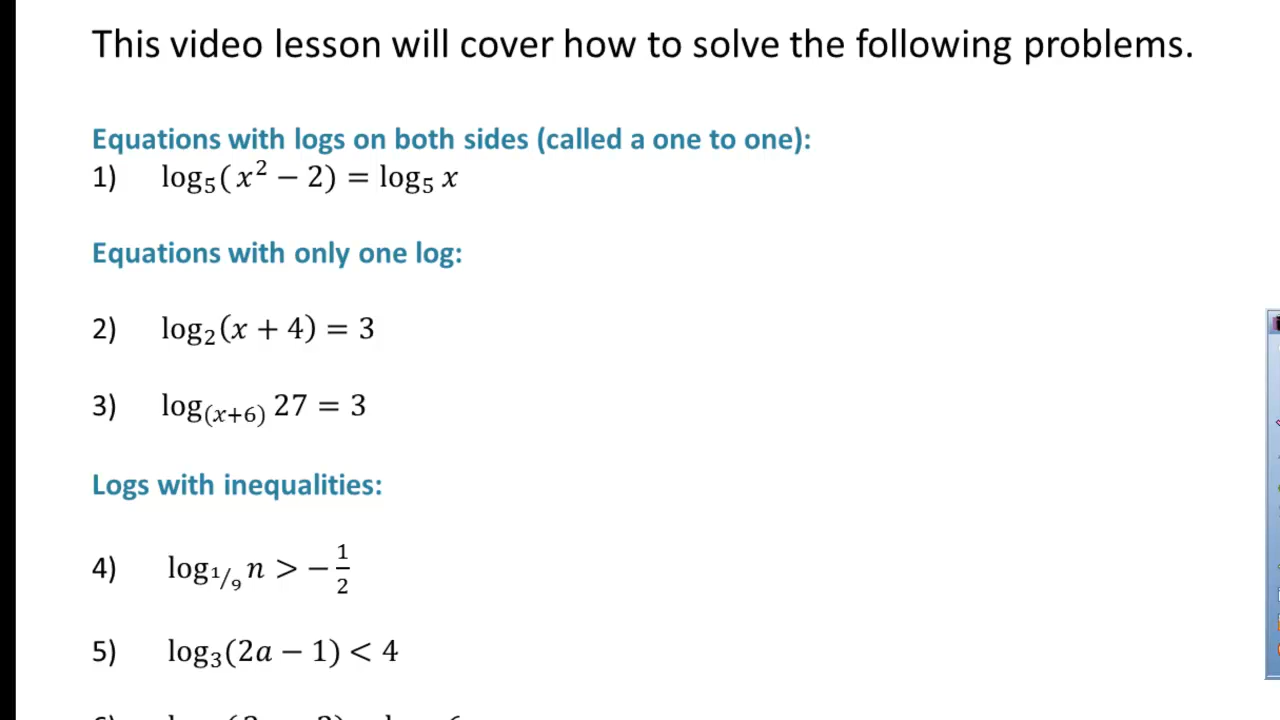 This video lesson will cover how to solve the following problems.
Equations with logs on both sides (called a one to one):
1) log₅(x² − 2) = log₅ x
Equations with only one log:
2) log₂(x + 4) = 3
3) log₍ₓ₊₆₎ 27 = 3
Logs with inequalities:
4) log₁/₉ n > −1/2
5) log₃(2a − 1) < 4